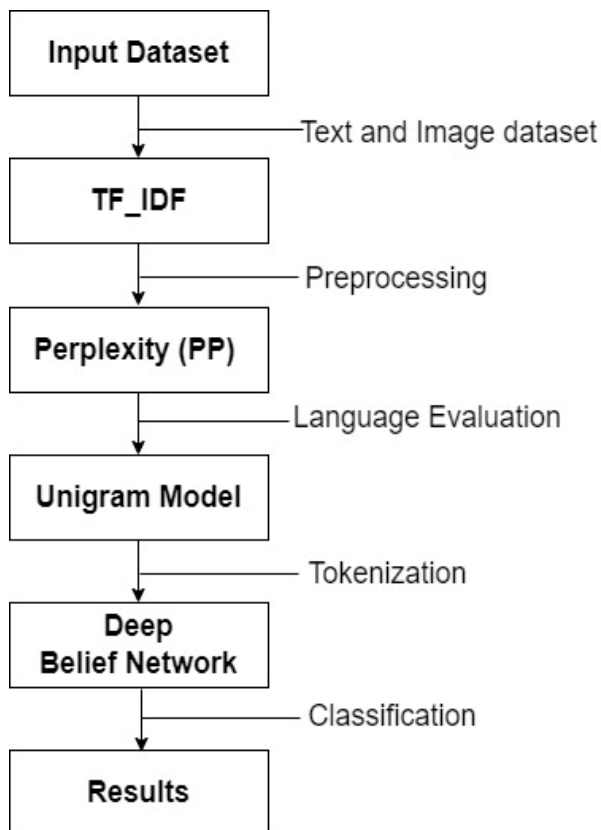 Input Dataset
Text and Image dataset
TF_IDF
Preprocessing
Perplexity (PP)
Language Evaluation
Unigram Model
Tokenization
Deep
Belief Network
Classification
Results